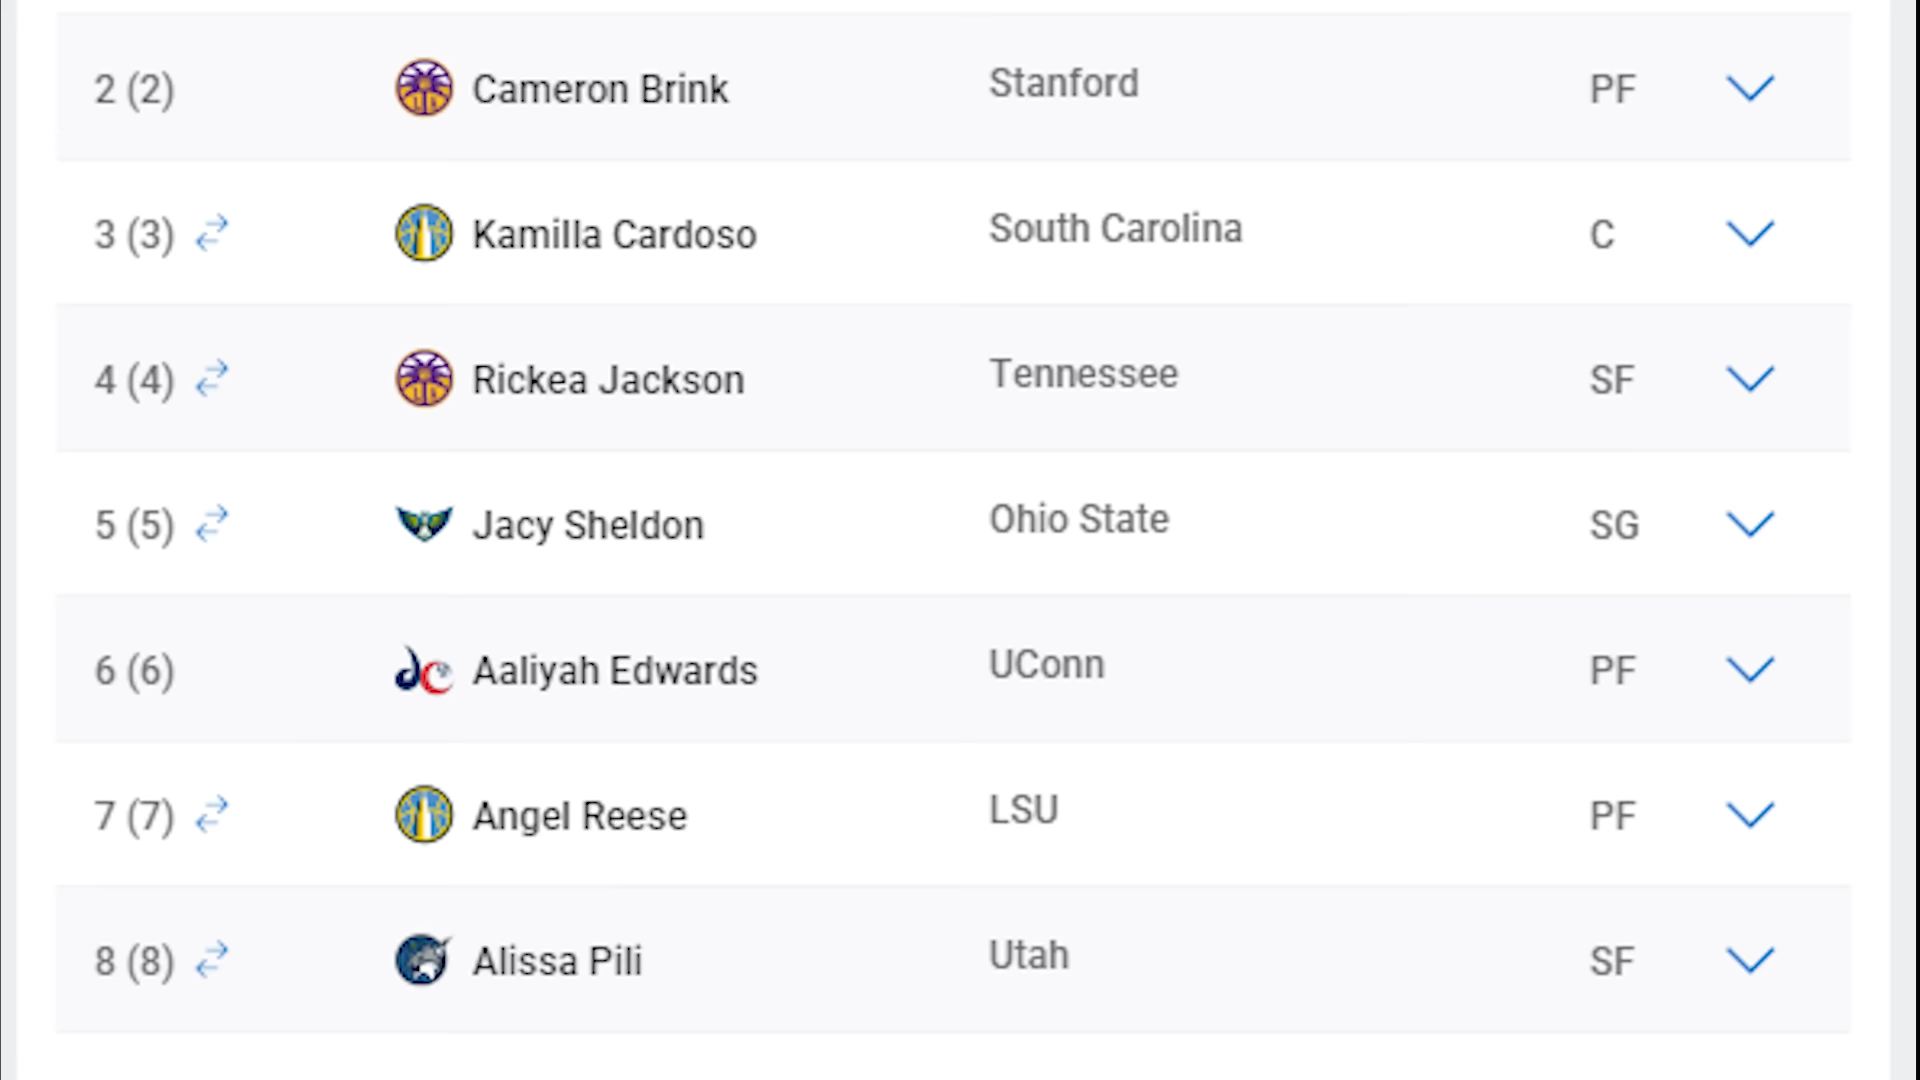 2 (2) Cameron Brink Stanford PF
3 (3) Kamilla Cardoso South Carolina C
4 (4) Rickea Jackson Tennessee SF
5 (5) Jacy Sheldon Ohio State SG
6 (6) Aaliyah Edwards UConn PF
7 (7) Angel Reese LSU PF
8 (8) Alissa Pili Utah SF